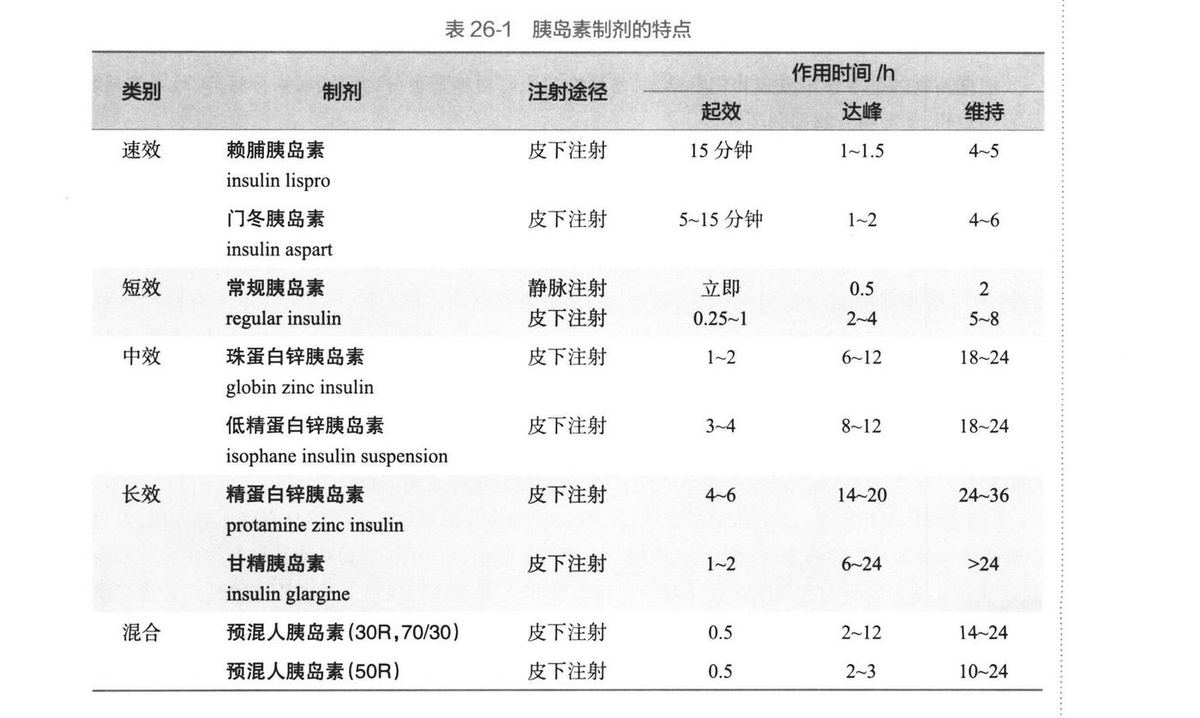 表 26-1 胰岛素制剂的特点
类别 制剂 注射途径 作用时间 /h
起效 达峰 维持
速效 赖脯胰岛素 皮下注射 15 分钟 1~1.5 4~5
insulin lispro
门冬胰岛素 皮下注射 5~15 分钟 1~2 4~6
insulin aspart
短效 常规胰岛素 静脉注射 立即 0.5 2
regular insulin 皮下注射 0.25~1 2~4 5~8
中效 珠蛋白锌胰岛素 皮下注射 1~2 6~12 18~24
globin zinc insulin
低精蛋白锌胰岛素 皮下注射 3~4 8~12 18~24
isophane insulin suspension
长效 精蛋白锌胰岛素 皮下注射 4~6 14~20 24~36
protamine zinc insulin
甘精胰岛素 皮下注射 1~2 6~24 >24
insulin glargine
混合 预混人胰岛素(30R,70/30) 皮下注射 0.5 2~12 14~24
预混人胰岛素(50R) 皮下注射 0.5 2~3 10~24